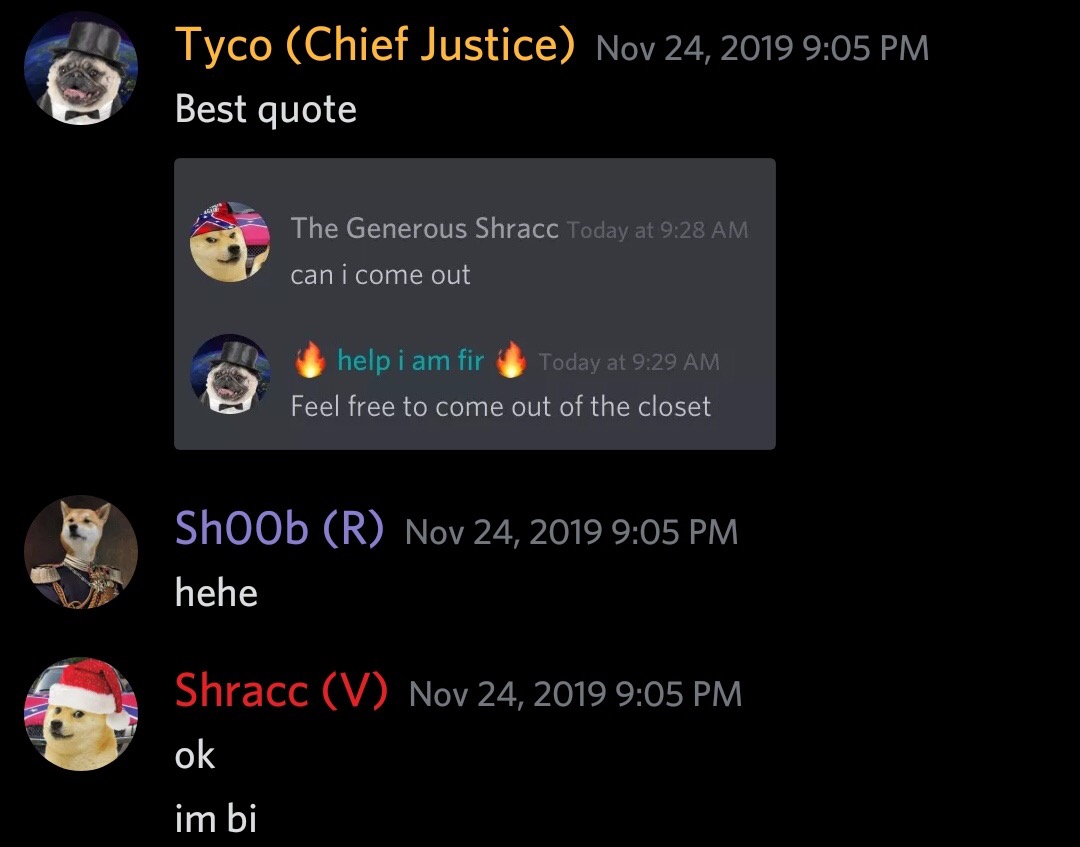 Tyco (Chief Justice) Nov 24, 2019 9:05 PM
Best quote
The Generous Shracc Today at 9:28 AM
can i come out
🔥 help i am fir 🔥 Today at 9:29 AM
Feel free to come out of the closet
Sh00b (R) Nov 24, 2019 9:05 PM
hehe
Shracc (V) Nov 24, 2019 9:05 PM
ok
im bi